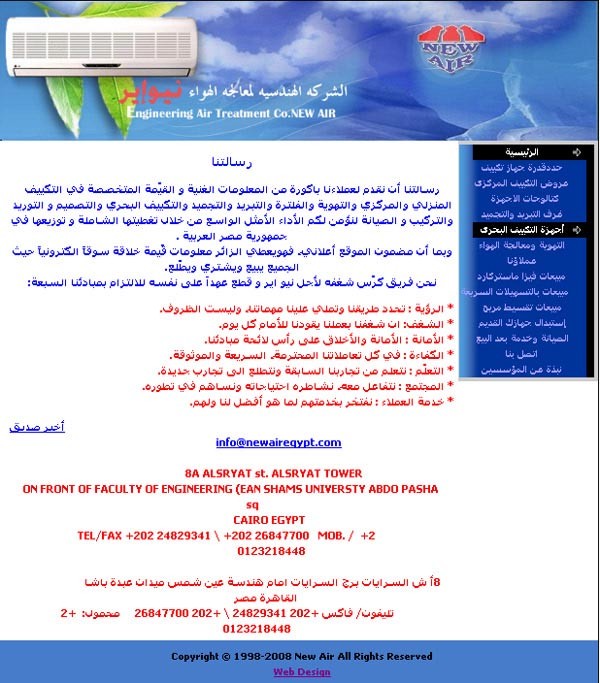 NEW
AIR
الشركه الهندسيه لمعالجه الهواء نيواير
Engineering Air Treatment Co.NEW AIR
الرئيسية
حددقدرة جهاز تكييف
عروض التكييف المركزى
كتالوجات الاجهزة
غرف التبريد والتجميد
أجهزة التكييف البحرى
التهوية ومعالجة الهواء
عملاؤنا
مبيعات فيزا ماستركارد
مبيعات بالتسهيلات السريعة
مبيعات تقسيط مريح
إستبدال جهازك القديم
الصيانة وخدمة بعد البيع
اتصل بنا
نبذة عن المؤسسين
رسالتنا
رسالتنا أن نقدم لعملاءنا باكورة من المعلومات الغنية و القيّمة المتخصصة في التكييف
المنزلي والمركزي والتهوية والفلترة والتبريد والتجميد والتكييف البحري والتصميم و التوريد
والتركيب و الصيانة لنؤمن لكم الأداء الأمثل الواسع من خلال تغطيتها الشاملة و توزيعها في
جمهورية مصر العربية .
وبما أن مضمون الموقع أعلاني، فهويعطي الزائر معلومات قيّمة خلاقة سوقاً الكترونياً حيث
الجميع يبيع ويشتري ويطّلع.
نحن فريق كرّس شغفه لأجل نيو اير و قطع عهداً على نفسه للالتزام بمبادئنا السبعة:
* الرؤية : تحدد طريقنا وتملي علينا مهماتنا، وليست الظروف.
* الشغف: ان شغفنا بعملنا يقودنا للأمام كل يوم.
* الأمانة : الأمانة والأخلاق على رأس لائحة مبادئنا.
* الكفاءة : في كل تعاملاتنا المحترمة، السريعة والموثوقة.
* التعلّم : نتعلم من تجاربنا السابقة ونتطلع الى تجارب جديدة.
* المجتمع : نتفاعل معه، نشاطره احتياجاته ونساهم في تطوره.
* خدمة العملاء : نفتخر بخدمتهم لما هو أفضل لنا ولهم.
أخبر صديق
info@newairegypt.com
8A ALSRYAT st. ALSRYAT TOWER
ON FRONT OF FACULTY OF ENGINEERING (EAN SHAMS UNIVERSTY ABDO PASHA
sq
CAIRO EGYPT
TEL/FAX +202 24829341 \ +202 26847700 MOB. / +2
0123218448
8أ ش السرايات برج السرايات امام هندسة عين شمس ميدان عبدة باشا
القاهرة مصر
تليفون/ فاكس +202 24829341 \ +202 26847700 محمول: +2
0123218448
Copyright © 1998-2008 New Air All Rights Reserved
Web Design